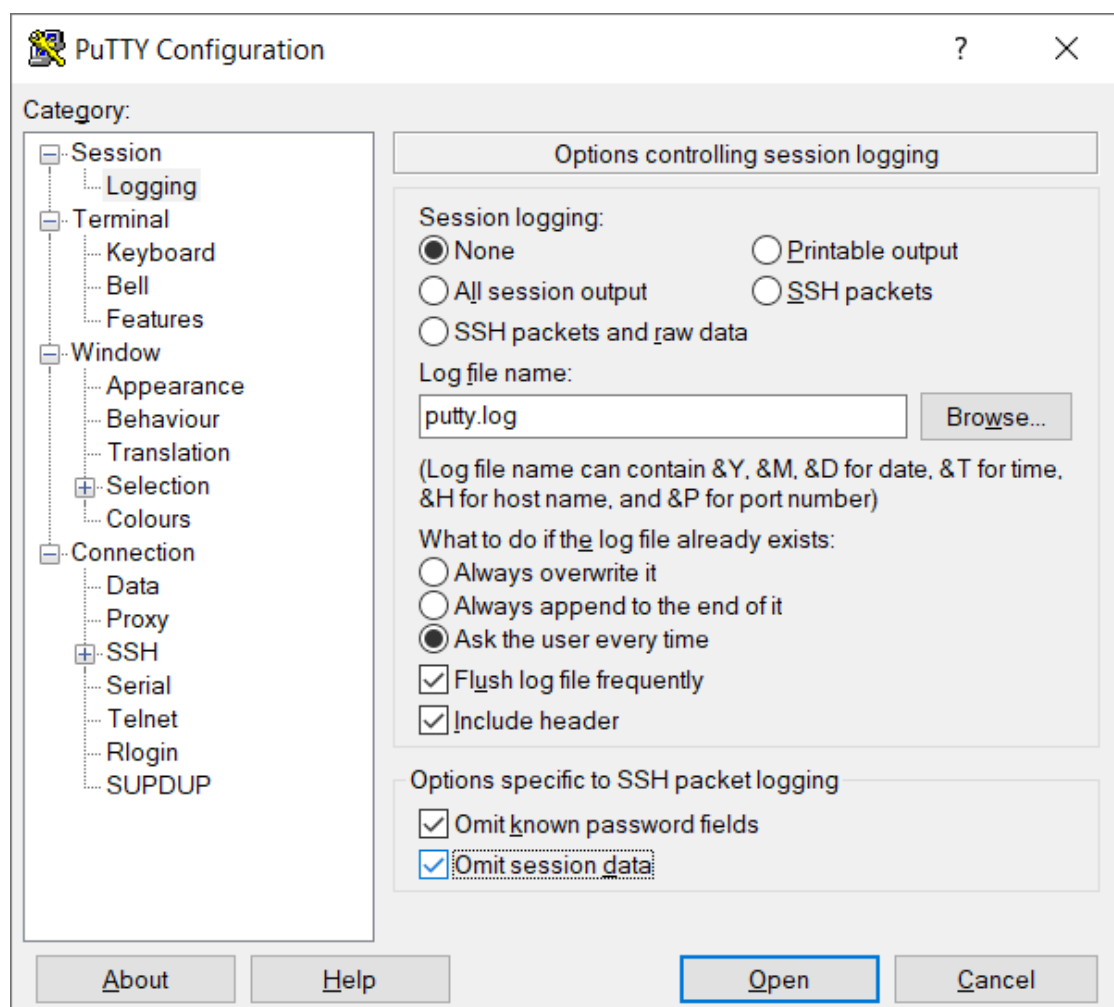 PuTTY Configuration
?
Category:
Session
Logging
Terminal
Keyboard
Bell
Features
Window
Appearance
Behaviour
Translation
Selection
Colours
Connection
Data
Proxy
SSH
Serial
Telnet
Rlogin
SUPDUP
Options controlling session logging
Session logging:
None
Printable output
All session output
SSH packets
SSH packets and raw data
Log file name:
putty.log
Browse...
(Log file name can contain &Y, &M, &D for date, &T for time,
&H for host name, and &P for port number)
What to do if the log file already exists:
Always overwrite it
Always append to the end of it
Ask the user every time
Flush log file frequently
Include header
Options specific to SSH packet logging
Omit known password fields
Omit session data
About
Help
Open
Cancel